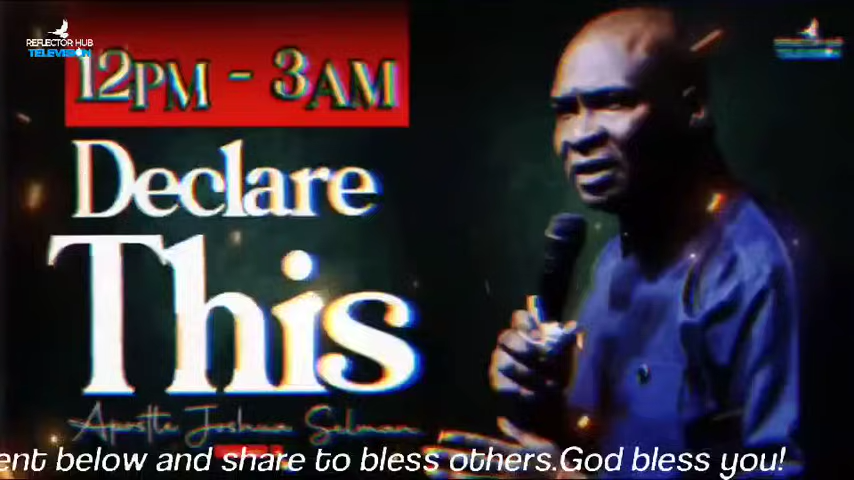 REFLECTOR HUB
TELEVISION
12PM - 3AM
Declare
This
Apostle Joshua Selman
ent below and share to bless others.God bless you!